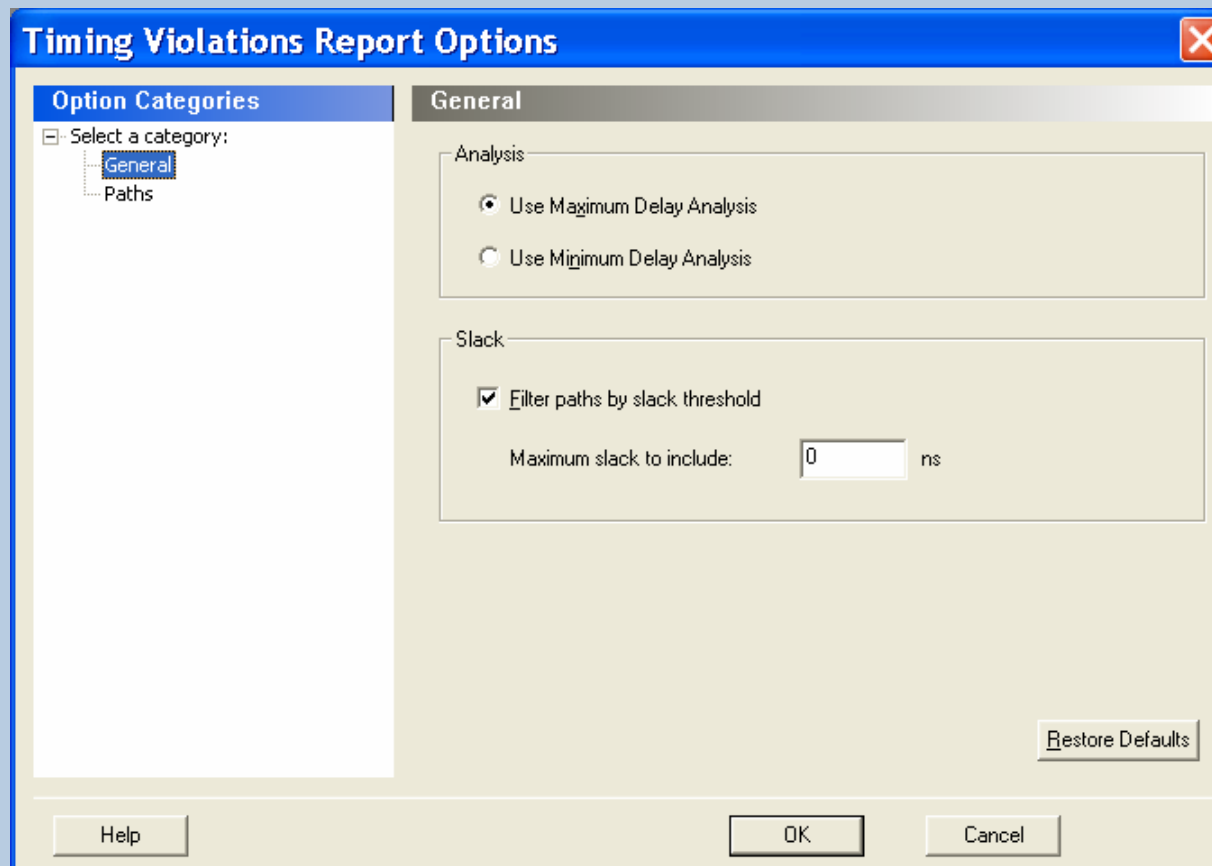 Timing Violations Report Options
Option Categories
Select a category:
General
Paths
General
Analysis
Use Maximum Delay Analysis
Use Minimum Delay Analysis
Slack
Filter paths by slack threshold
Maximum slack to include: 0 ns
Restore Defaults
Help OK Cancel